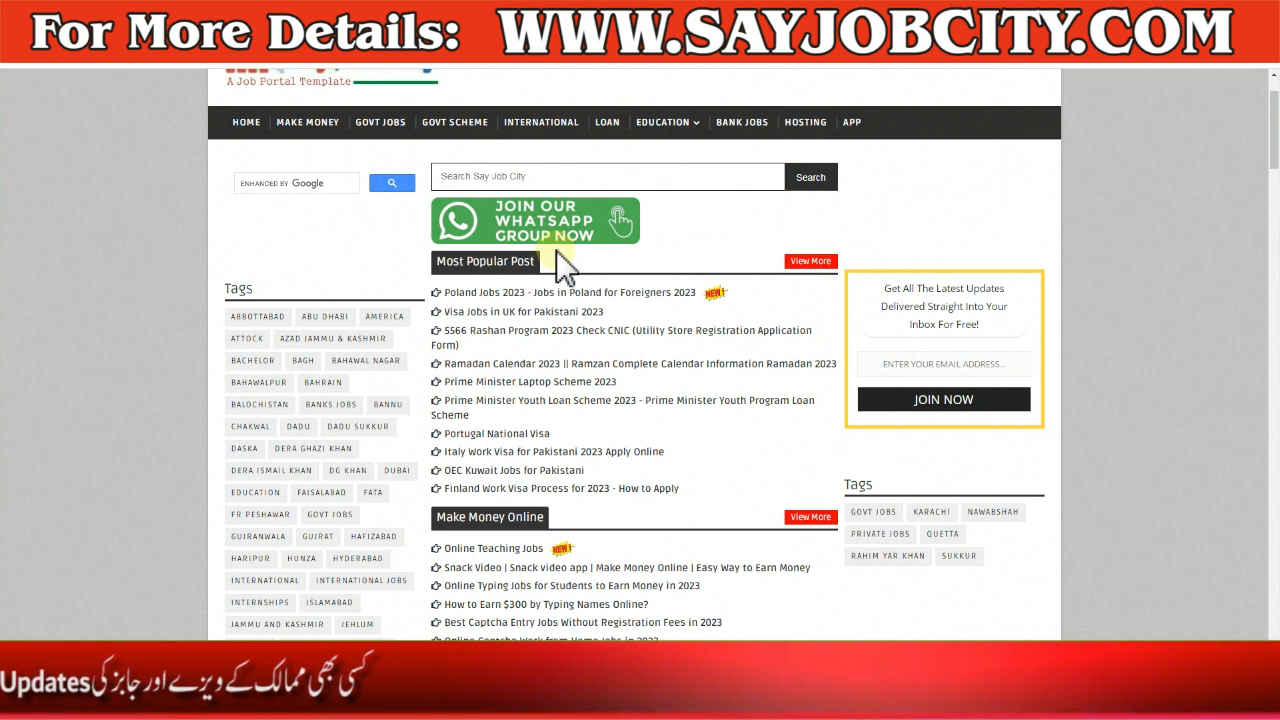 For More Details: WWW.SAYJOBCITY.COM
A Job Portal Template
HOME MAKE MONEY GOVT JOBS GOVT SCHEME INTERNATIONAL LOAN EDUCATION BANK JOBS HOSTING APP
ENHANCED BY Google
Search Say Job City Search
JOIN OUR
WHATSAPP
GROUP NOW
Most Popular Post View More
Poland Jobs 2023 - Jobs in Poland for Foreigners 2023 NEW!
Visa Jobs in UK for Pakistani 2023
5566 Rashan Program 2023 Check CNIC (Utility Store Registration Application
Form)
Ramadan Calendar 2023 || Ramzan Complete Calendar Information Ramadan 2023
Prime Minister Laptop Scheme 2023
Prime Minister Youth Loan Scheme 2023 - Prime Minister Youth Program Loan
Scheme
Portugal National Visa
Italy Work Visa for Pakistani 2023 Apply Online
OEC Kuwait Jobs for Pakistani
Finland Work Visa Process for 2023 - How to Apply
Make Money Online View More
Online Teaching Jobs NEW!
Snack Video | Snack video app | Make Money Online | Easy Way to Earn Money
Online Typing Jobs for Students to Earn Money in 2023
How to Earn $300 by Typing Names Online?
Best Captcha Entry Jobs Without Registration Fees in 2023
Online Captcha Work from Home Jobs in 2023
Tags
ABBOTTABAD ABU DHABI AMERICA
ATTOCK AZAD JAMMU & KASHMIR
BACHELOR BAGH BAHAWAL NAGAR
BAHAWALPUR BAHRAIN
BALOCHISTAN BANKS JOBS BANNU
CHAKWAL DADU DADU SUKKUR
DASKA DERA GHAZI KHAN
DERA ISMAIL KHAN DG KHAN DUBAI
EDUCATION FAISALABAD FATA
FR PESHAWAR GOVT JOBS
GUJRANWALA GUJRAT HAFIZABAD
HARIPUR HUNZA HYDERABAD
INTERNATIONAL INTERNATIONAL JOBS
INTERNSHIPS ISLAMABAD
JAMMU AND KASHMIR JEHLUM
Get All The Latest Updates
Delivered Straight Into Your
Inbox For Free!
ENTER YOUR EMAIL ADDRESS...
JOIN NOW
Tags
GOVT JOBS KARACHI NAWABSHAH
PRIVATE JOBS QUETTA
RAHIM YAR KHAN SUKKUR
کسی بھی ممالک کے ویزے اور جابز کی Updates